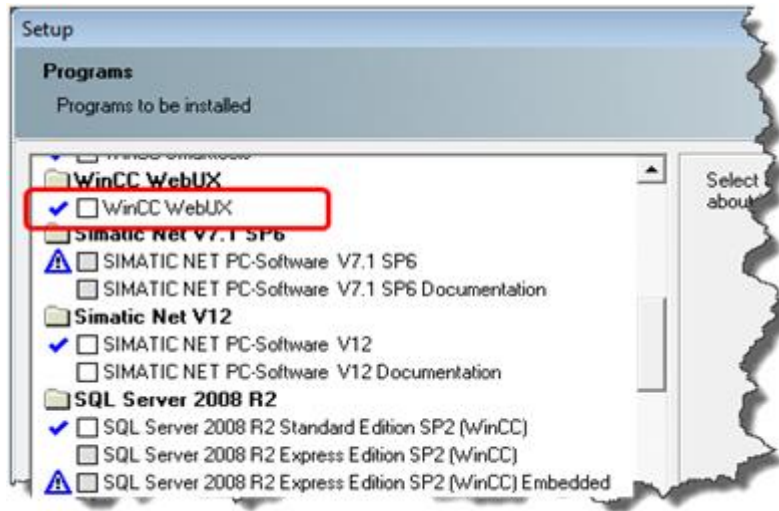 Setup
Programs
Programs to be installed
WinCC WebUX
WinCC WebUX
Simatic Net V7.1 SP6
SIMATIC NET PC-Software V7.1 SP6
SIMATIC NET PC-Software V7.1 SP6 Documentation
Simatic Net V12
SIMATIC NET PC-Software V12
SIMATIC NET PC-Software V12 Documentation
SQL Server 2008 R2
SQL Server 2008 R2 Standard Edition SP2 (WinCC)
SQL Server 2008 R2 Express Edition SP2 (WinCC)
SQL Server 2008 R2 Express Edition SP2 (WinCC) Embedded
Select
about